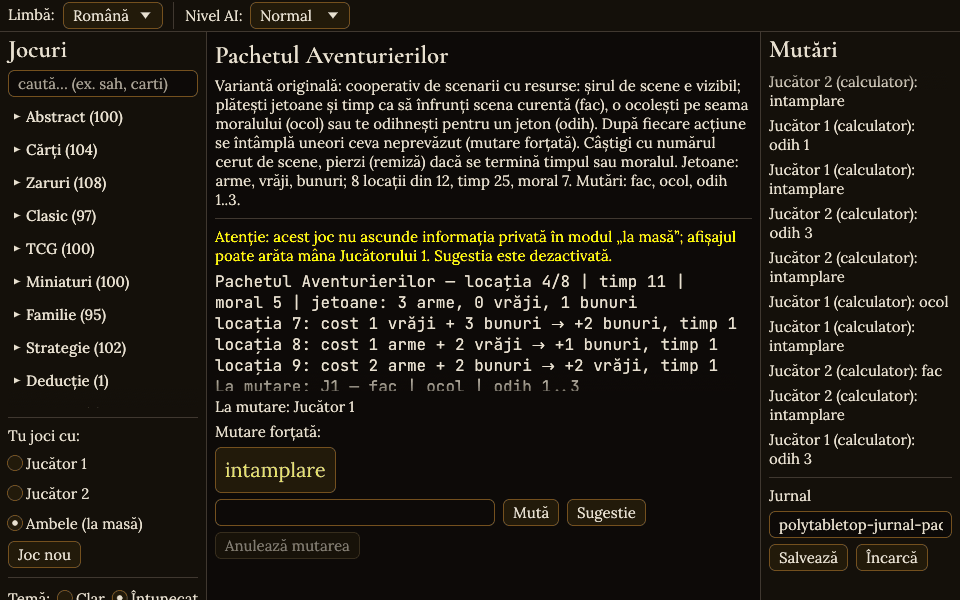 Limbă: Română Nivel AI: Normal
Jocuri
caută... (ex. sah, carti)
Abstract (100)
Cărți (104)
Zaruri (108)
Clasic (97)
TCG (100)
Miniaturi (100)
Familie (95)
Strategie (102)
Deducție (1)
Tu joci cu:
Jucător 1
Jucător 2
Ambele (la masă)
Joc nou
Temă: Clar Întunecat
Pachetul Aventurierilor
Variantă originală: cooperativ de scenarii cu resurse: șirul de scene e vizibil;
plătești jetoane și timp ca să înfrunți scena curentă (fac), o ocolești pe seama
moralului (ocol) sau te odihnești pentru un jeton (odih). După fiecare acțiune
se întâmplă uneori ceva neprevăzut (mutare forțată). Câștigi cu numărul
cerut de scene, pierzi (remiză) dacă se termină timpul sau moralul. Jetoane:
arme, vrăji, bunuri; 8 locații din 12, timp 25, moral 7. Mutări: fac, ocol, odih
1..3.
Atenție: acest joc nu ascunde informația privată în modul „la masă”; afișajul
poate arăta mâna Jucătorului 1. Sugestia este dezactivată.
Pachetul Aventurierilor — locația 4/8 | timp 11 |
moral 5 | jetoane: 3 arme, 0 vrăji, 1 bunuri
locația 7: cost 1 vrăji + 3 bunuri → +2 bunuri, timp 1
locația 8: cost 1 arme + 2 vrăji → +1 bunuri, timp 1
locația 9: cost 2 arme + 2 bunuri → +2 vrăji, timp 1
La mutare: J1 — fac | ocol | odih 1..3
La mutare: Jucător 1
Mutare forțată:
intamplare
Mută Sugestie
Anulează mutarea
Mutări
Jucător 2 (calculator):
intamplare
Jucător 1 (calculator):
odih 1
Jucător 1 (calculator):
intamplare
Jucător 2 (calculator):
odih 3
Jucător 2 (calculator):
intamplare
Jucător 1 (calculator): ocol
Jucător 1 (calculator):
intamplare
Jucător 2 (calculator): fac
Jucător 2 (calculator):
intamplare
Jucător 1 (calculator):
odih 3
Jurnal
polytabletop-jurnal-pac
Salvează Încarcă